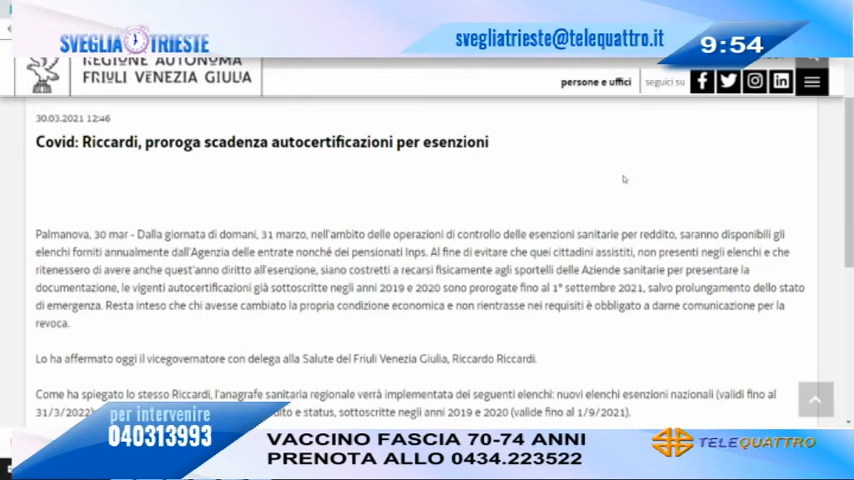 SVEGLIA TRIESTE
svegliatrieste@telequattro.it
9:54
REGIONE AUTONOMA
FRIULI VENEZIA GIULIA
persone e uffici
seguici su
30.03.2021 12:46
Covid: Riccardi, proroga scadenza autocertificazioni per esenzioni
Palmanova, 30 mar - Dalla giornata di domani, 31 marzo, nell'ambito delle operazioni di controllo delle esenzioni sanitarie per reddito, saranno disponibili gli
elenchi forniti annualmente dall'Agenzia delle entrate nonché dei pensionati Inps. Al fine di evitare che quei cittadini assistiti, non presenti negli elenchi e che
ritenessero di avere anche quest'anno diritto all'esenzione, siano costretti a recarsi fisicamente agli sportelli delle Aziende sanitarie per presentare la
documentazione, le vigenti autocertificazioni già sottoscritte negli anni 2019 e 2020 sono prorogate fino al 1° settembre 2021, salvo prolungamento dello stato
di emergenza. Resta inteso che chi avesse cambiato la propria condizione economica e non rientrasse nei requisiti è obbligato a darne comunicazione per la
revoca.
Lo ha affermato oggi il vicegovernatore con delega alla Salute del Friuli Venezia Giulia, Riccardo Riccardi.
Come ha spiegato lo stesso Riccardi, l'anagrafe sanitaria regionale verrà implementata dei seguenti elenchi: nuovi elenchi esenzioni nazionali (validi fino al
31/3/2022) e status, sottoscritte negli anni 2019 e 2020 (valide fino al 1/9/2021).
per intervenire
040313993
VACCINO FASCIA 70-74 ANNI
PRENOTA ALLO 0434.223522
TELEQUATTRO